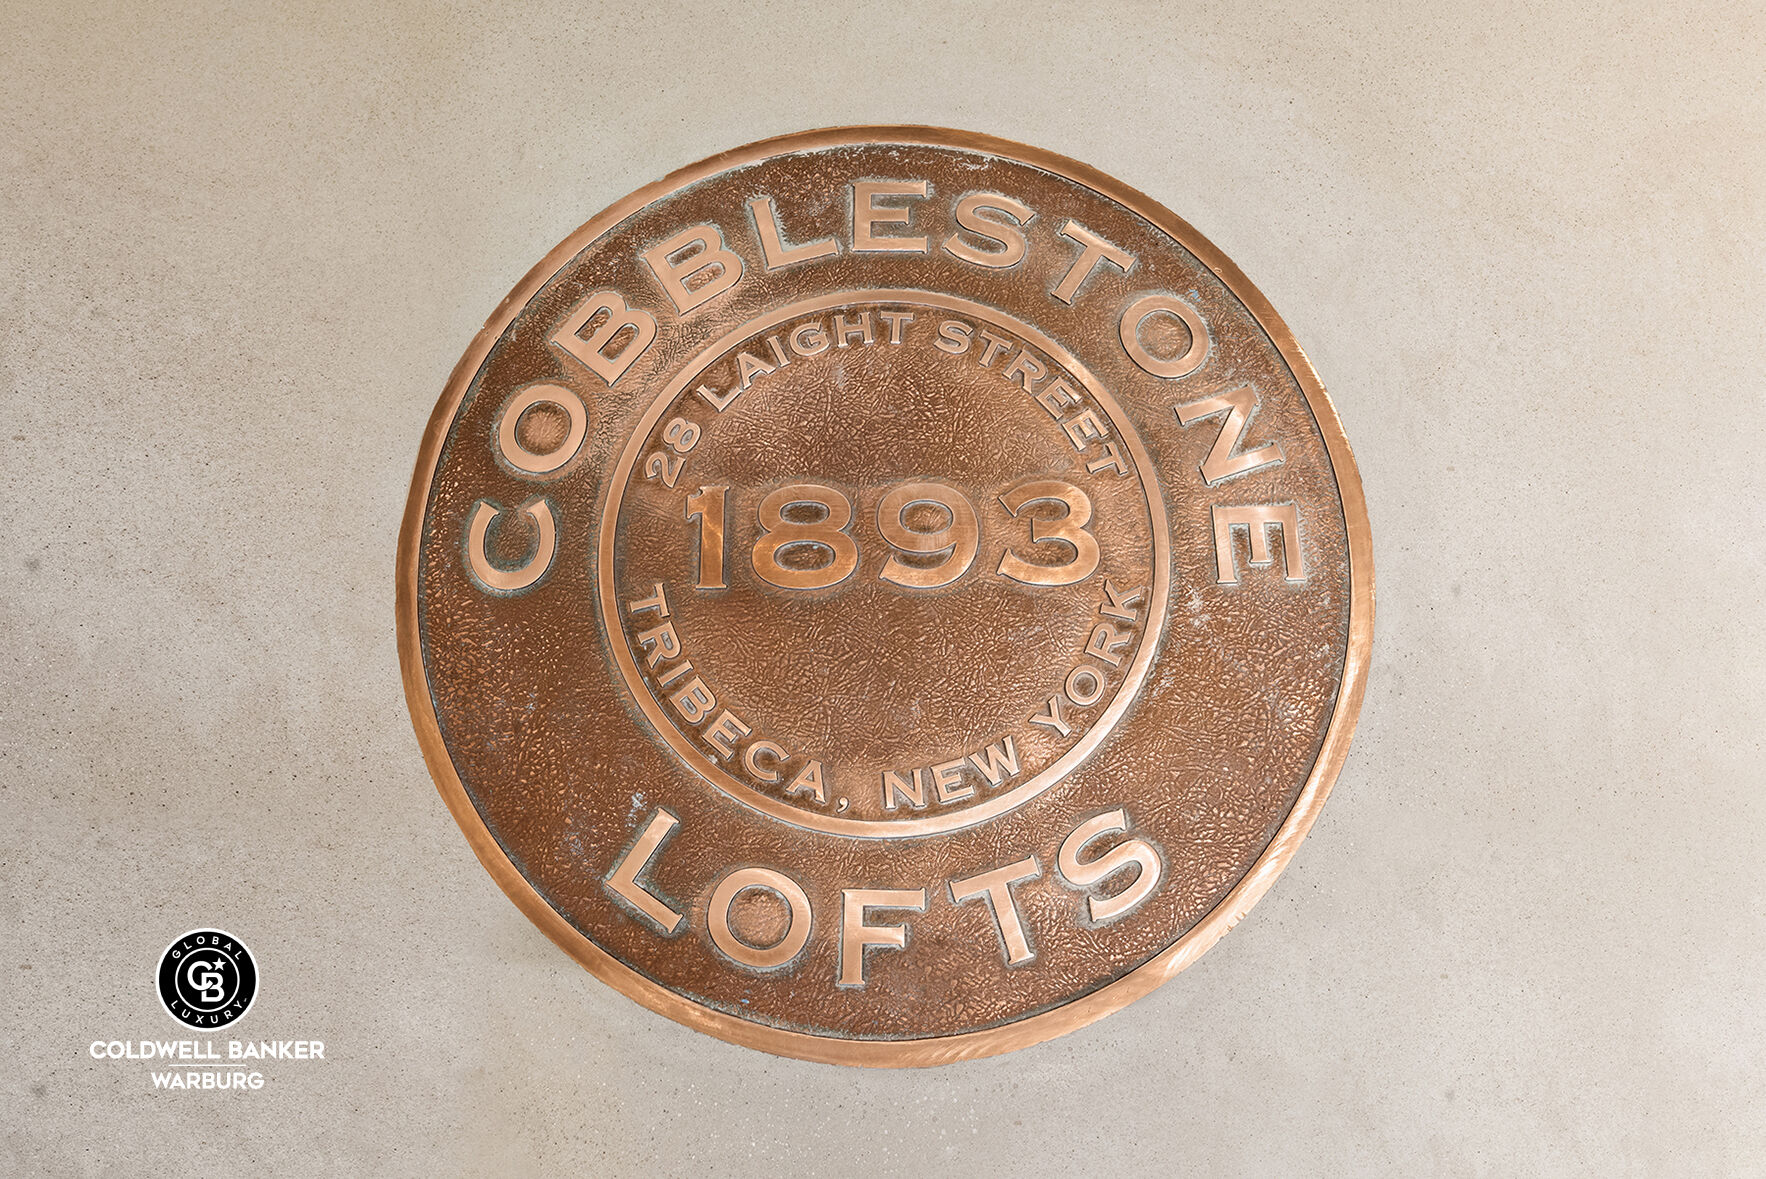 COBBLESTONE
28 LAIGHT STREET
1893
TRIBECA, NEW YORK
LOFTS
GLOBAL
CB
LUXURY
COLDWELL BANKER
WARBURG